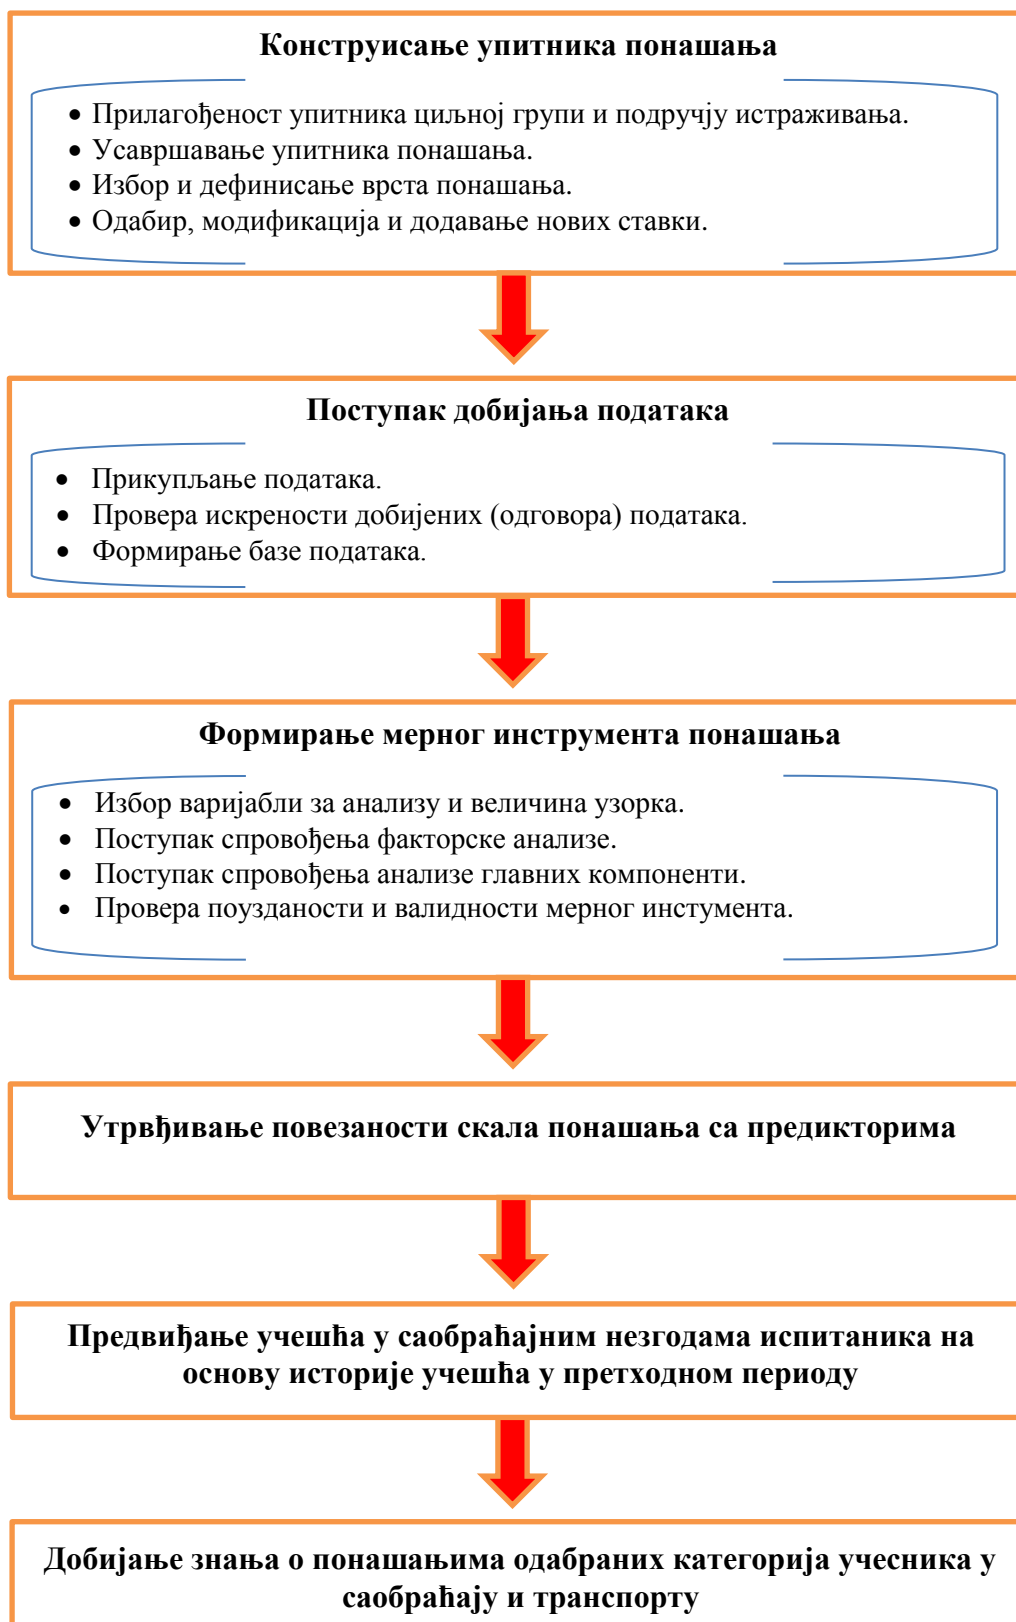 Конструисање упитника понашања
• Прилагођеност упитника циљној групи и подручју истраживања.
• Усавршавање упитника понашања.
• Избор и дефинисање врста понашања.
• Одабир, модификација и додавање нових ставки.
Поступак добијања података
• Прикупљање података.
• Провера искрености добијених (одговора) података.
• Формирање базе података.
Формирање мерног инструмента понашања
• Избор варијабли за анализу и величина узорка.
• Поступак спровођења факторске анализе.
• Поступак спровођења анализе главних компоненти.
• Провера поузданости и валидности мерног инстумента.
Утрвђивање повезаности скала понашања са предикторима
Предвиђање учешћа у саобраћајним незгодама испитаника на
основу историје учешћа у претходном периоду
Добијање знања о понашањима одабраних категорија учесника у
саобраћају и транспорту